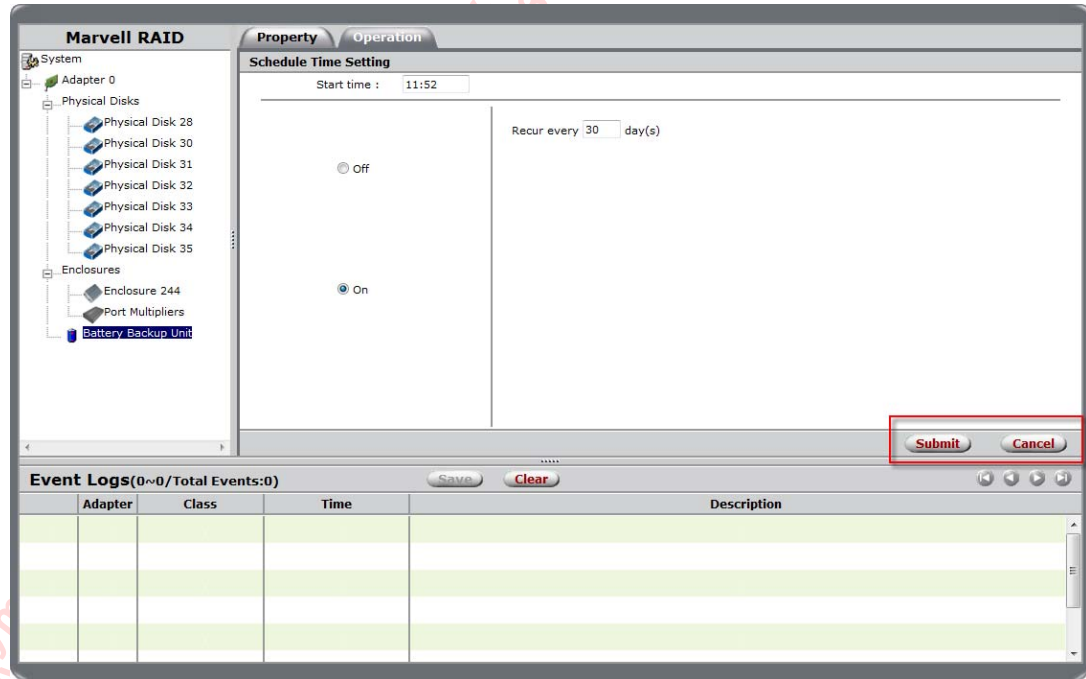 Marvell RAID
Property
Operation
System
Adapter 0
Physical Disks
Physical Disk 28
Physical Disk 30
Physical Disk 31
Physical Disk 32
Physical Disk 33
Physical Disk 34
Physical Disk 35
Enclosures
Enclosure 244
Port Multipliers
Battery Backup Unit
Schedule Time Setting
Start time : 11:52
Recur every 30 day(s)
Off
On
Submit Cancel
Event Logs(0~0/Total Events:0) Save Clear
Adapter Class Time Description